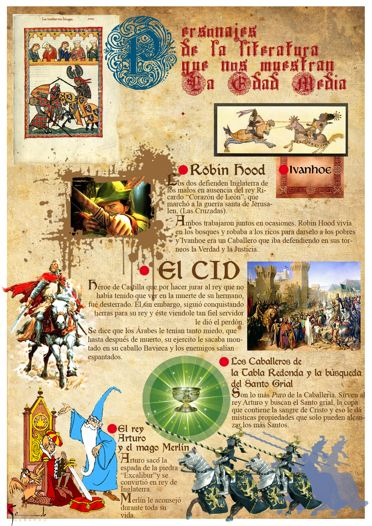 Personajes
de la literatura
que nos muestran
La Edad Media
Robin Hood
Ivanhoe
Los dos defienden Inglaterra de
los malos en ausencia del rey Ri-
cardo "Corazón de León", que
marchó a la guerra santa de Jerusa-
len. (Las Cruzadas).
Ambos trabajaron juntos en ocasiones. Robin Hood vivía
en los bosques y robaba a los ricos para darselo a los pobres
y Ivanhoe era un Caballero que iba defendiendo en sus tor-
neos la Verdad y la Justicia.
El CID
Héroe de Castilla que por hacer jurar al rey que no
había tenido que ver en la muerte de su hermano,
fué desterrado. Él, sin embargo, siguió conquistando
tierras para su rey y éste viendole tan fiel servidor
le dió el perdón.
Se dice que los Árabes le tenían tanto miedo, que
hasta después de muerto, su ejercito le sacaba mon-
tado en su caballo Bavieca y los enemigos salían
espantados.
Los Caballeros de
la Tabla Redonda y la búsqueda
del Santo Grial
Son lo más Puro de la Caballería. Sirven al
rey Arturo y buscan el Santo grial, la copa
que contiene la sangre de Cristo y eso le dá
místicas propiedades que solo pueden alcan-
zar los más Santos.
El rey
Arturo
y el mago Merlín
Arturo sacó la
espada de la piedra
"Excalibur" y se
convirtió en rey de
Inglaterra.
Merlín le aconsejó
durante toda su
vida.